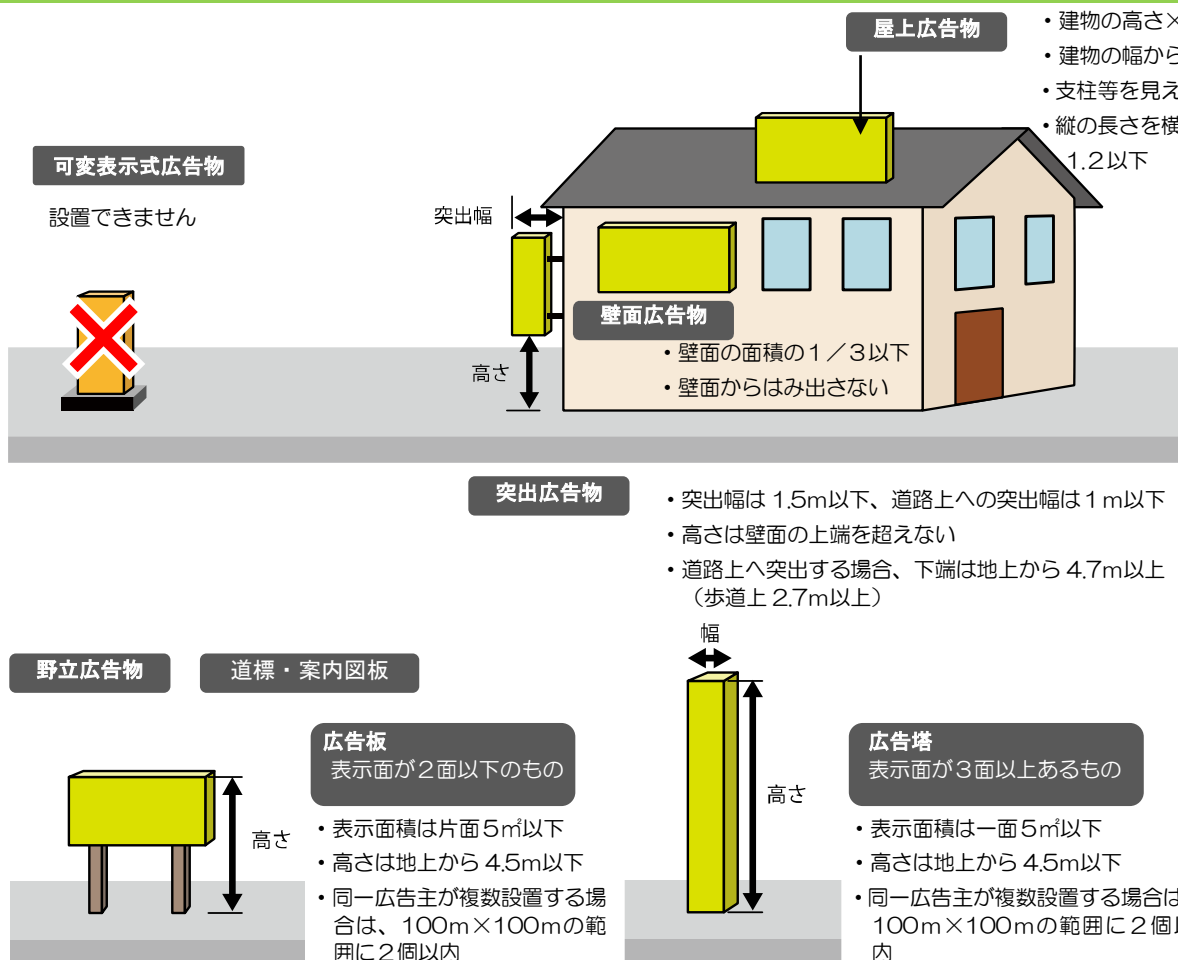 屋上広告物
・建物の高さ×
・建物の幅から
・支柱等を見え
・縦の長さを横
1.2以下
可変表示式広告物
設置できません
突出幅
壁面広告物
・壁面の面積の1／3以下
・壁面からはみ出さない
高さ
突出広告物
・突出幅は 1.5m以下、道路上への突出幅は1m以下
・高さは壁面の上端を超えない
・道路上へ突出する場合、下端は地上から 4.7m以上
（歩道上 2.7m以上）
野立広告物
道標・案内図板
広告板
表示面が2面以下のもの
高さ
・表示面積は片面5㎡以下
・高さは地上から 4.5m以下
・同一広告主が複数設置する場
合は、100m×100mの範
囲に2個以内
幅
高さ
広告塔
表示面が3面以上あるもの
・表示面積は一面5㎡以下
・高さは地上から 4.5m以下
・同一広告主が複数設置する場合は
100m×100mの範囲に2個以
内